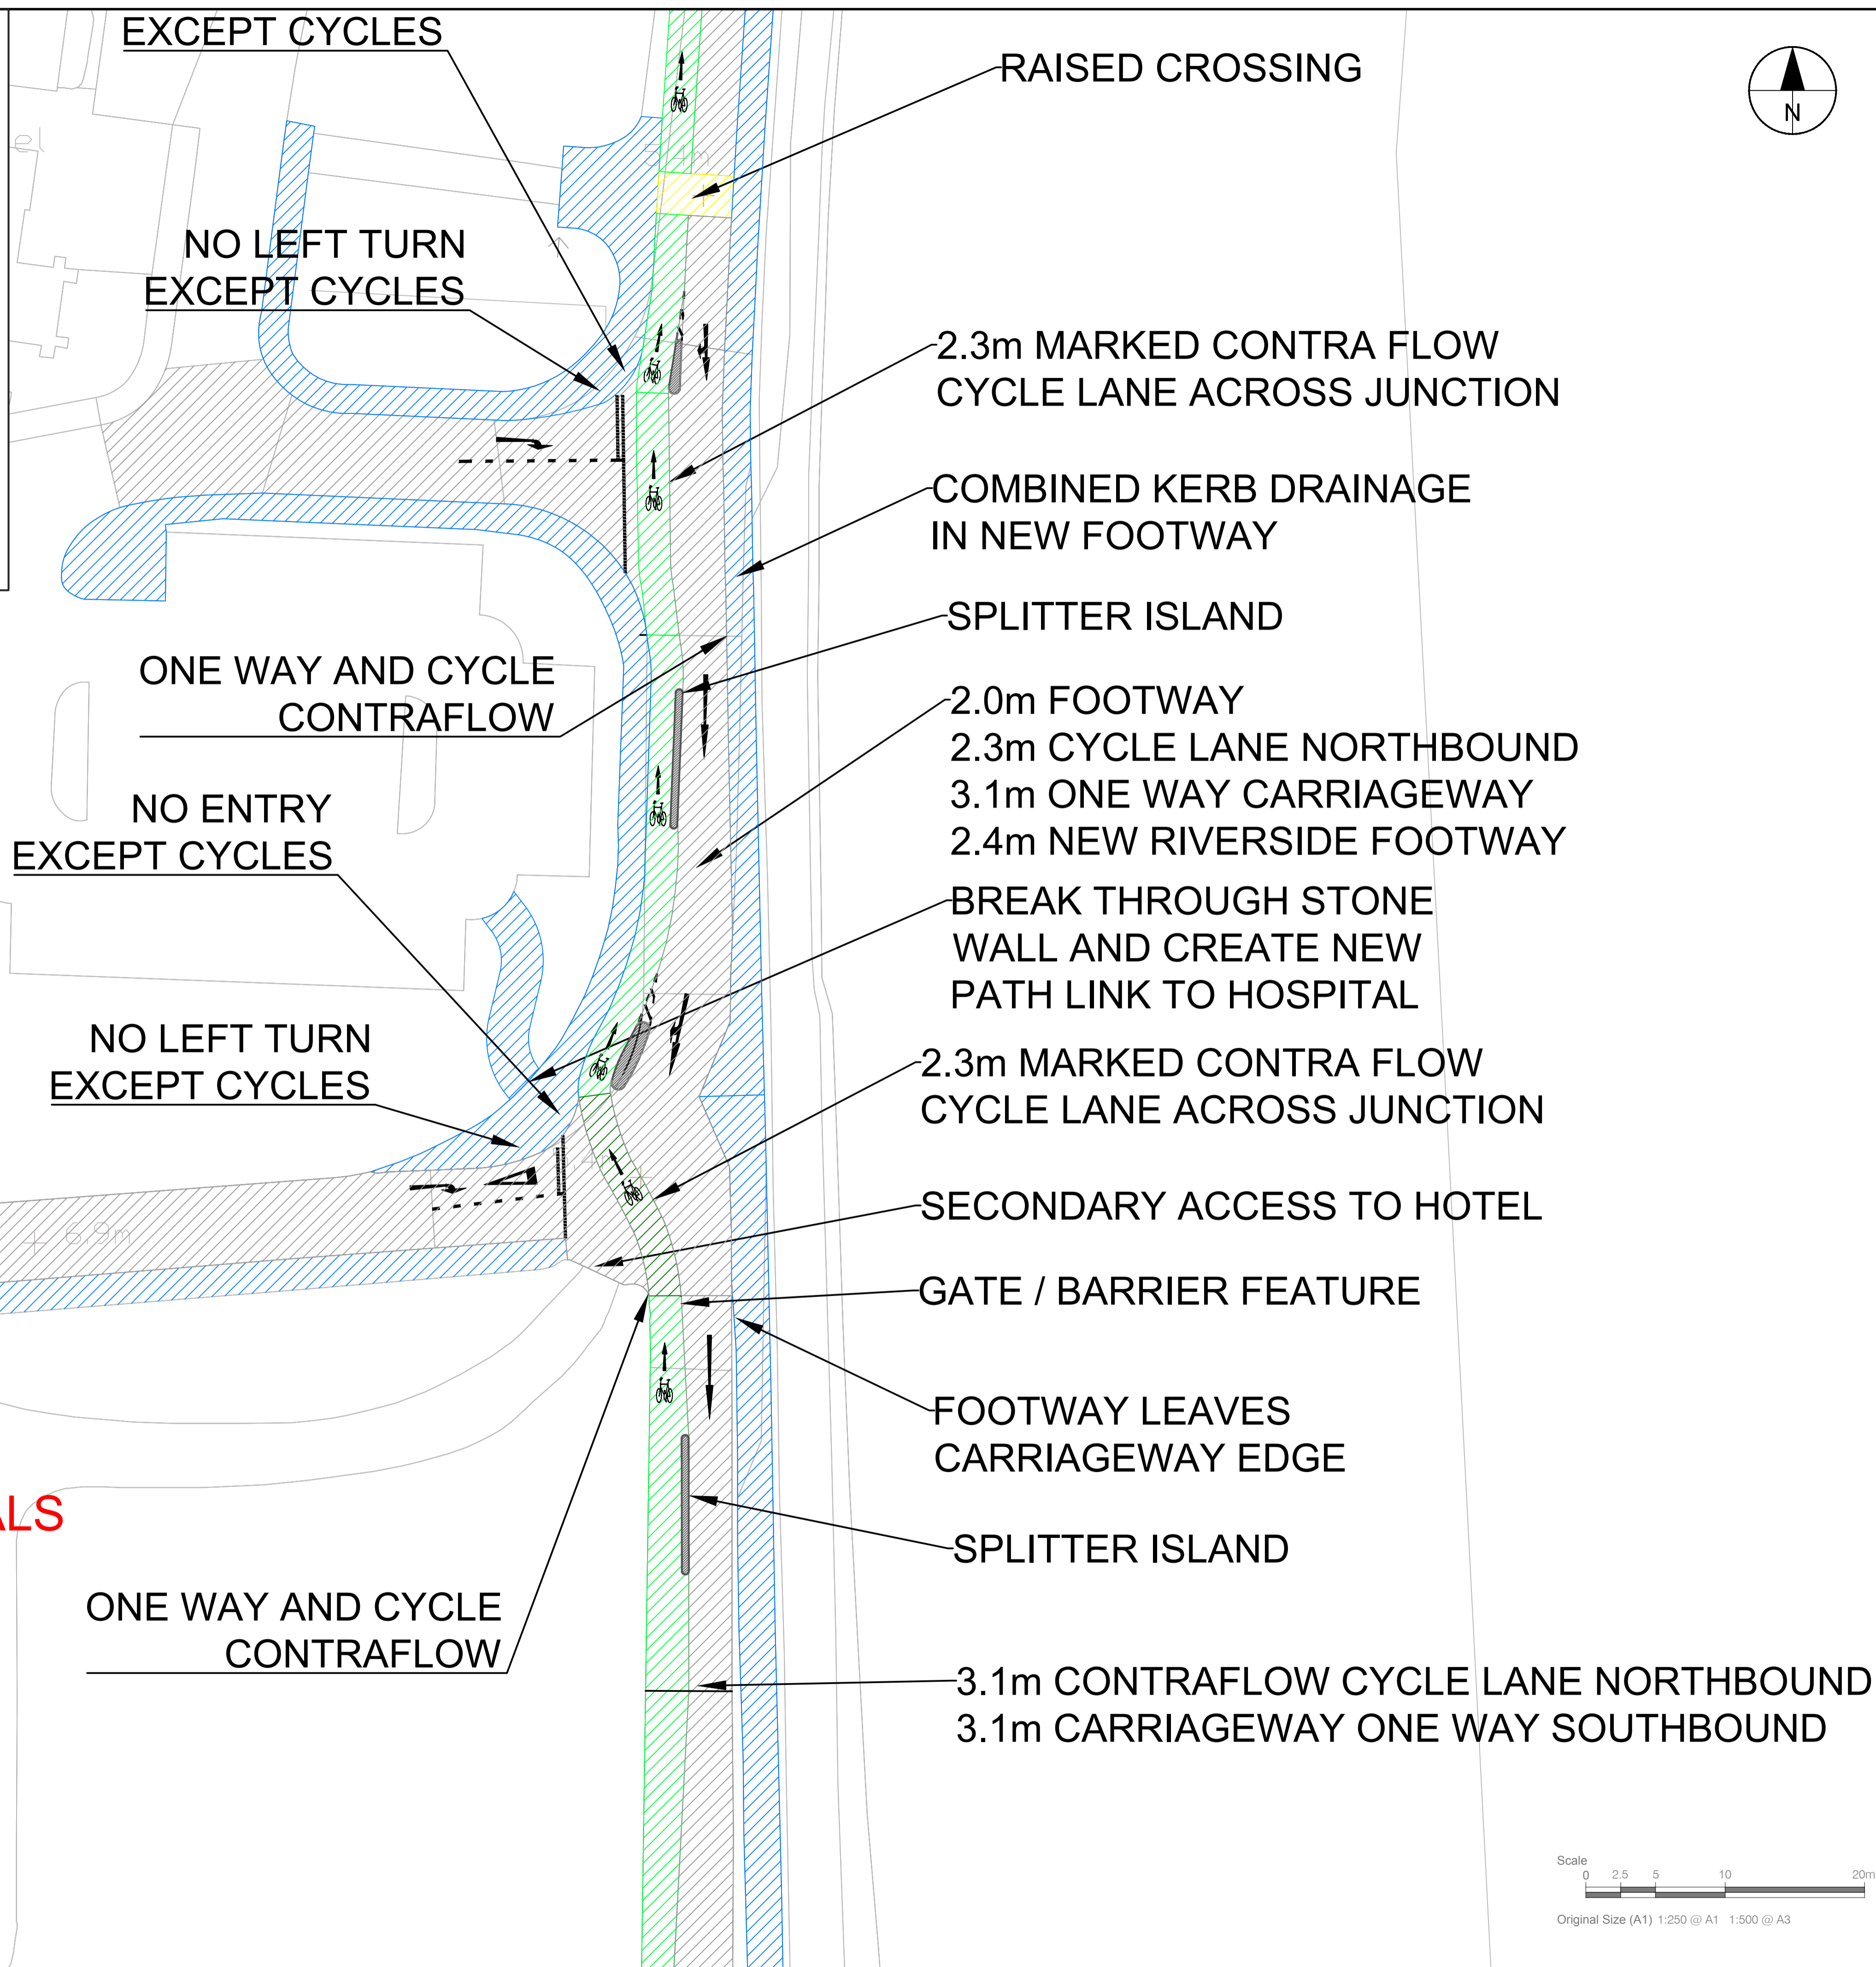 EXCEPT CYCLES
NO LEFT TURN
EXCEPT CYCLES
ONE WAY AND CYCLE
CONTRAFLOW
NO ENTRY
EXCEPT CYCLES
NO LEFT TURN
EXCEPT CYCLES
6.9m
ALS
ONE WAY AND CYCLE
CONTRAFLOW
RAISED CROSSING
2.3m MARKED CONTRA FLOW
CYCLE LANE ACROSS JUNCTION
COMBINED KERB DRAINAGE
IN NEW FOOTWAY
SPLITTER ISLAND
2.0m FOOTWAY
2.3m CYCLE LANE NORTHBOUND
3.1m ONE WAY CARRIAGEWAY
2.4m NEW RIVERSIDE FOOTWAY
BREAK THROUGH STONE
WALL AND CREATE NEW
PATH LINK TO HOSPITAL
2.3m MARKED CONTRA FLOW
CYCLE LANE ACROSS JUNCTION
SECONDARY ACCESS TO HOTEL
GATE / BARRIER FEATURE
FOOTWAY LEAVES
CARRIAGEWAY EDGE
SPLITTER ISLAND
3.1m CONTRAFLOW CYCLE LANE NORTHBOUND
3.1m CARRIAGEWAY ONE WAY SOUTHBOUND
N
Scale
0 2.5 5 10 20m
Original Size (A1) 1:250 @ A1 1:500 @ A3